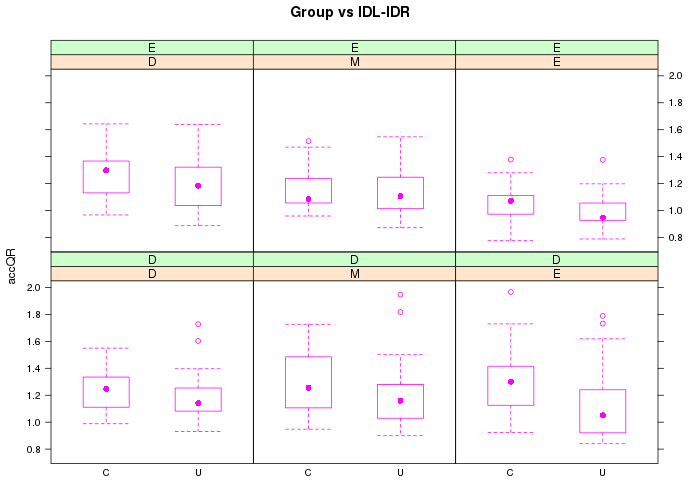 Group vs IDL-IDR
E E E
D M E
2.0
1.8
1.6
1.4
1.2
1.0
0.8
D D D
D M E
accQR
2.0
1.8
1.6
1.4
1.2
1.0
0.8
C U C U C U